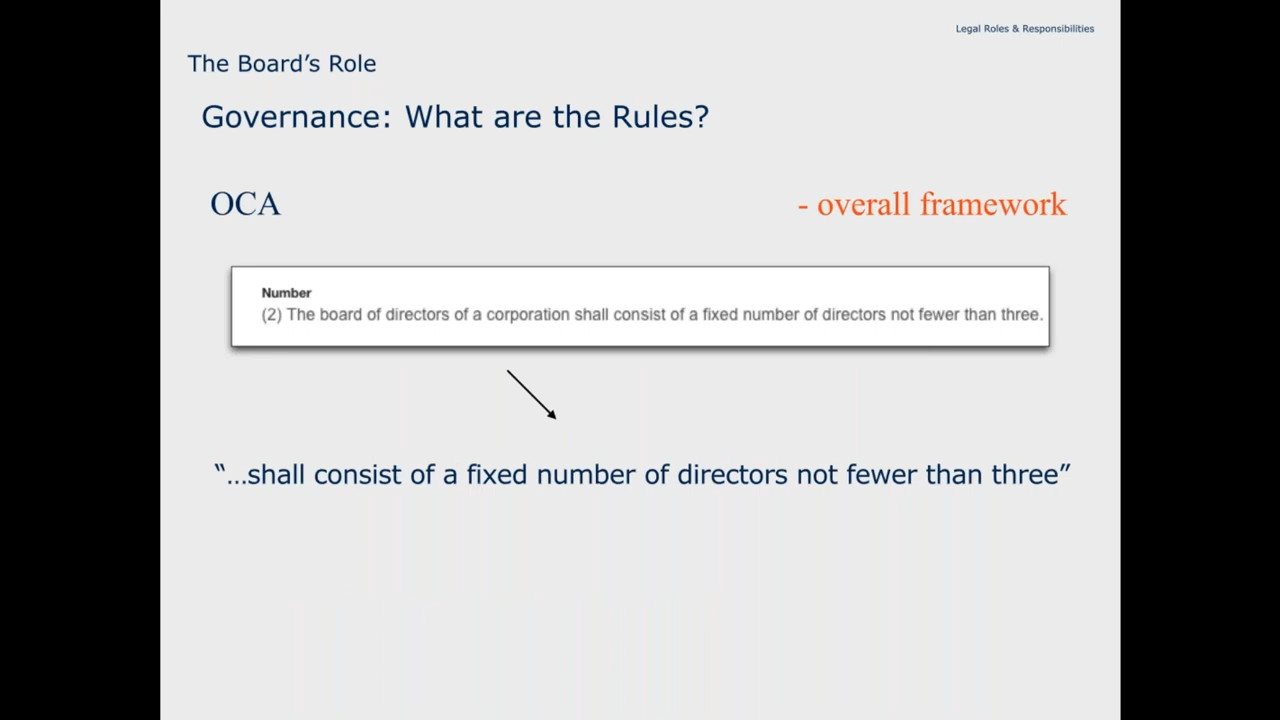 Legal Roles & Responsibilities
The Board’s Role
Governance: What are the Rules?
OCA - overall framework
Number
(2) The board of directors of a corporation shall consist of a fixed number of directors not fewer than three.
“…shall consist of a fixed number of directors not fewer than three”